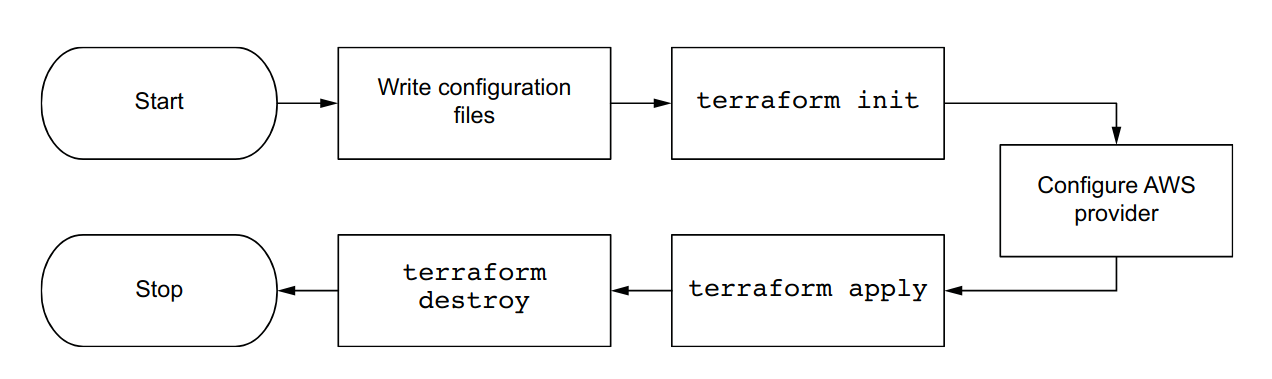 Start
Write configuration
files
terraform init
Configure AWS
provider
terraform apply
terraform
destroy
Stop